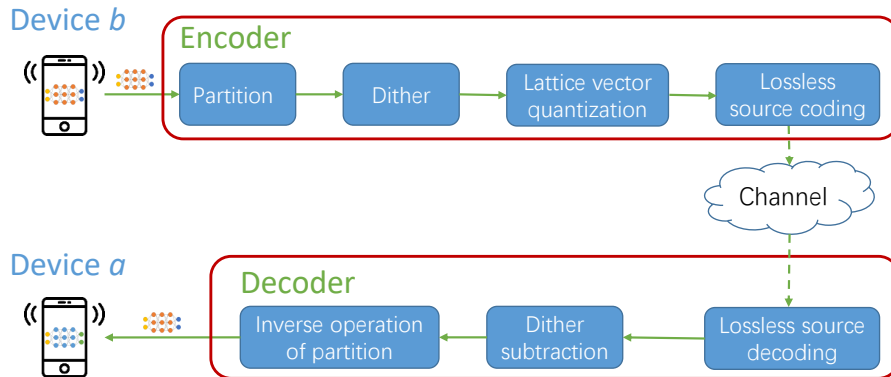 Device b
Encoder
Partition
Dither
Lattice vector
quantization
Lossless
source coding
Channel
Device a
Decoder
Inverse operation
of partition
Dither
subtraction
Lossless source
decoding